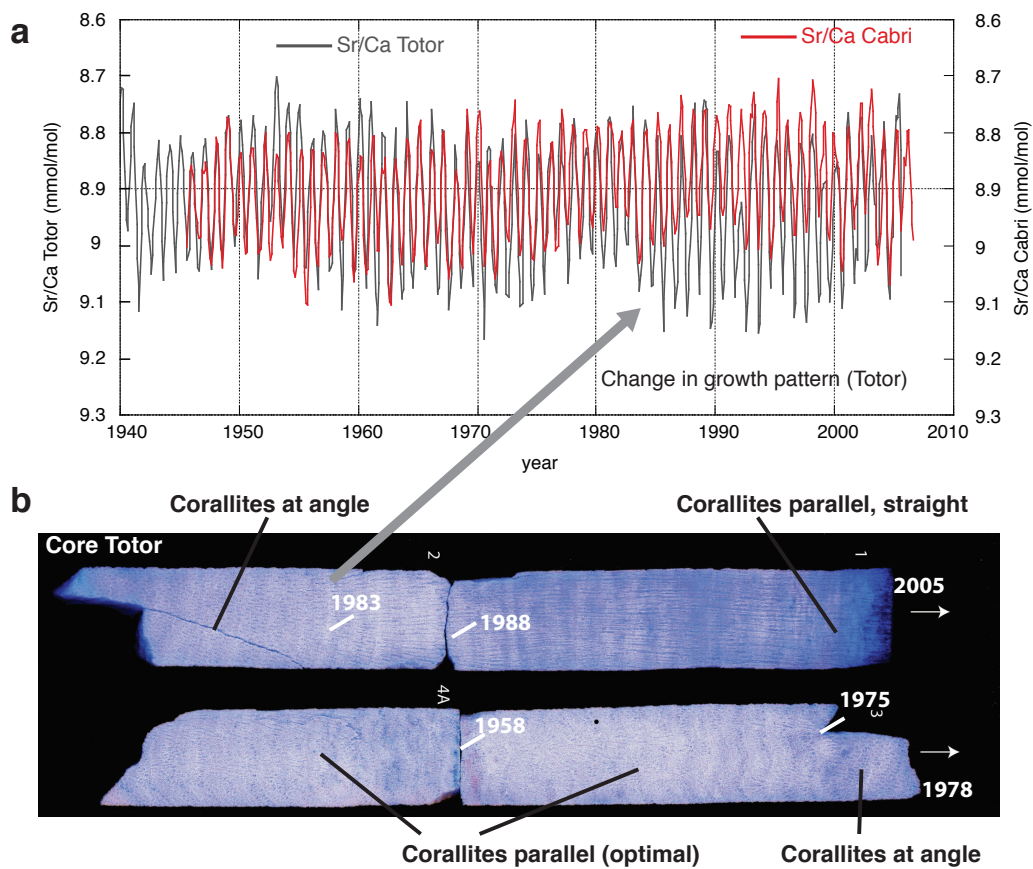 a
Sr/Ca Totor
Sr/Ca Cabri
8.6
8.7
8.8
8.9
9
9.1
9.2
9.3
Sr/Ca Totor (nmol/mol)
8.6
8.7
8.8
8.9
9
9.1
9.2
9.3
Sr/Ca Cabri (nmol/mol)
Change in growth pattern (Totor)
1940 1950 1960 1970 1980 1990 2000 2010
year
b
Corallites at angle
Corallites parallel, straight
Core Totor
2
1
2005
1983
1988
4A
1975
3
1958
1978
Corallites parallel (optimal)
Corallites at angle